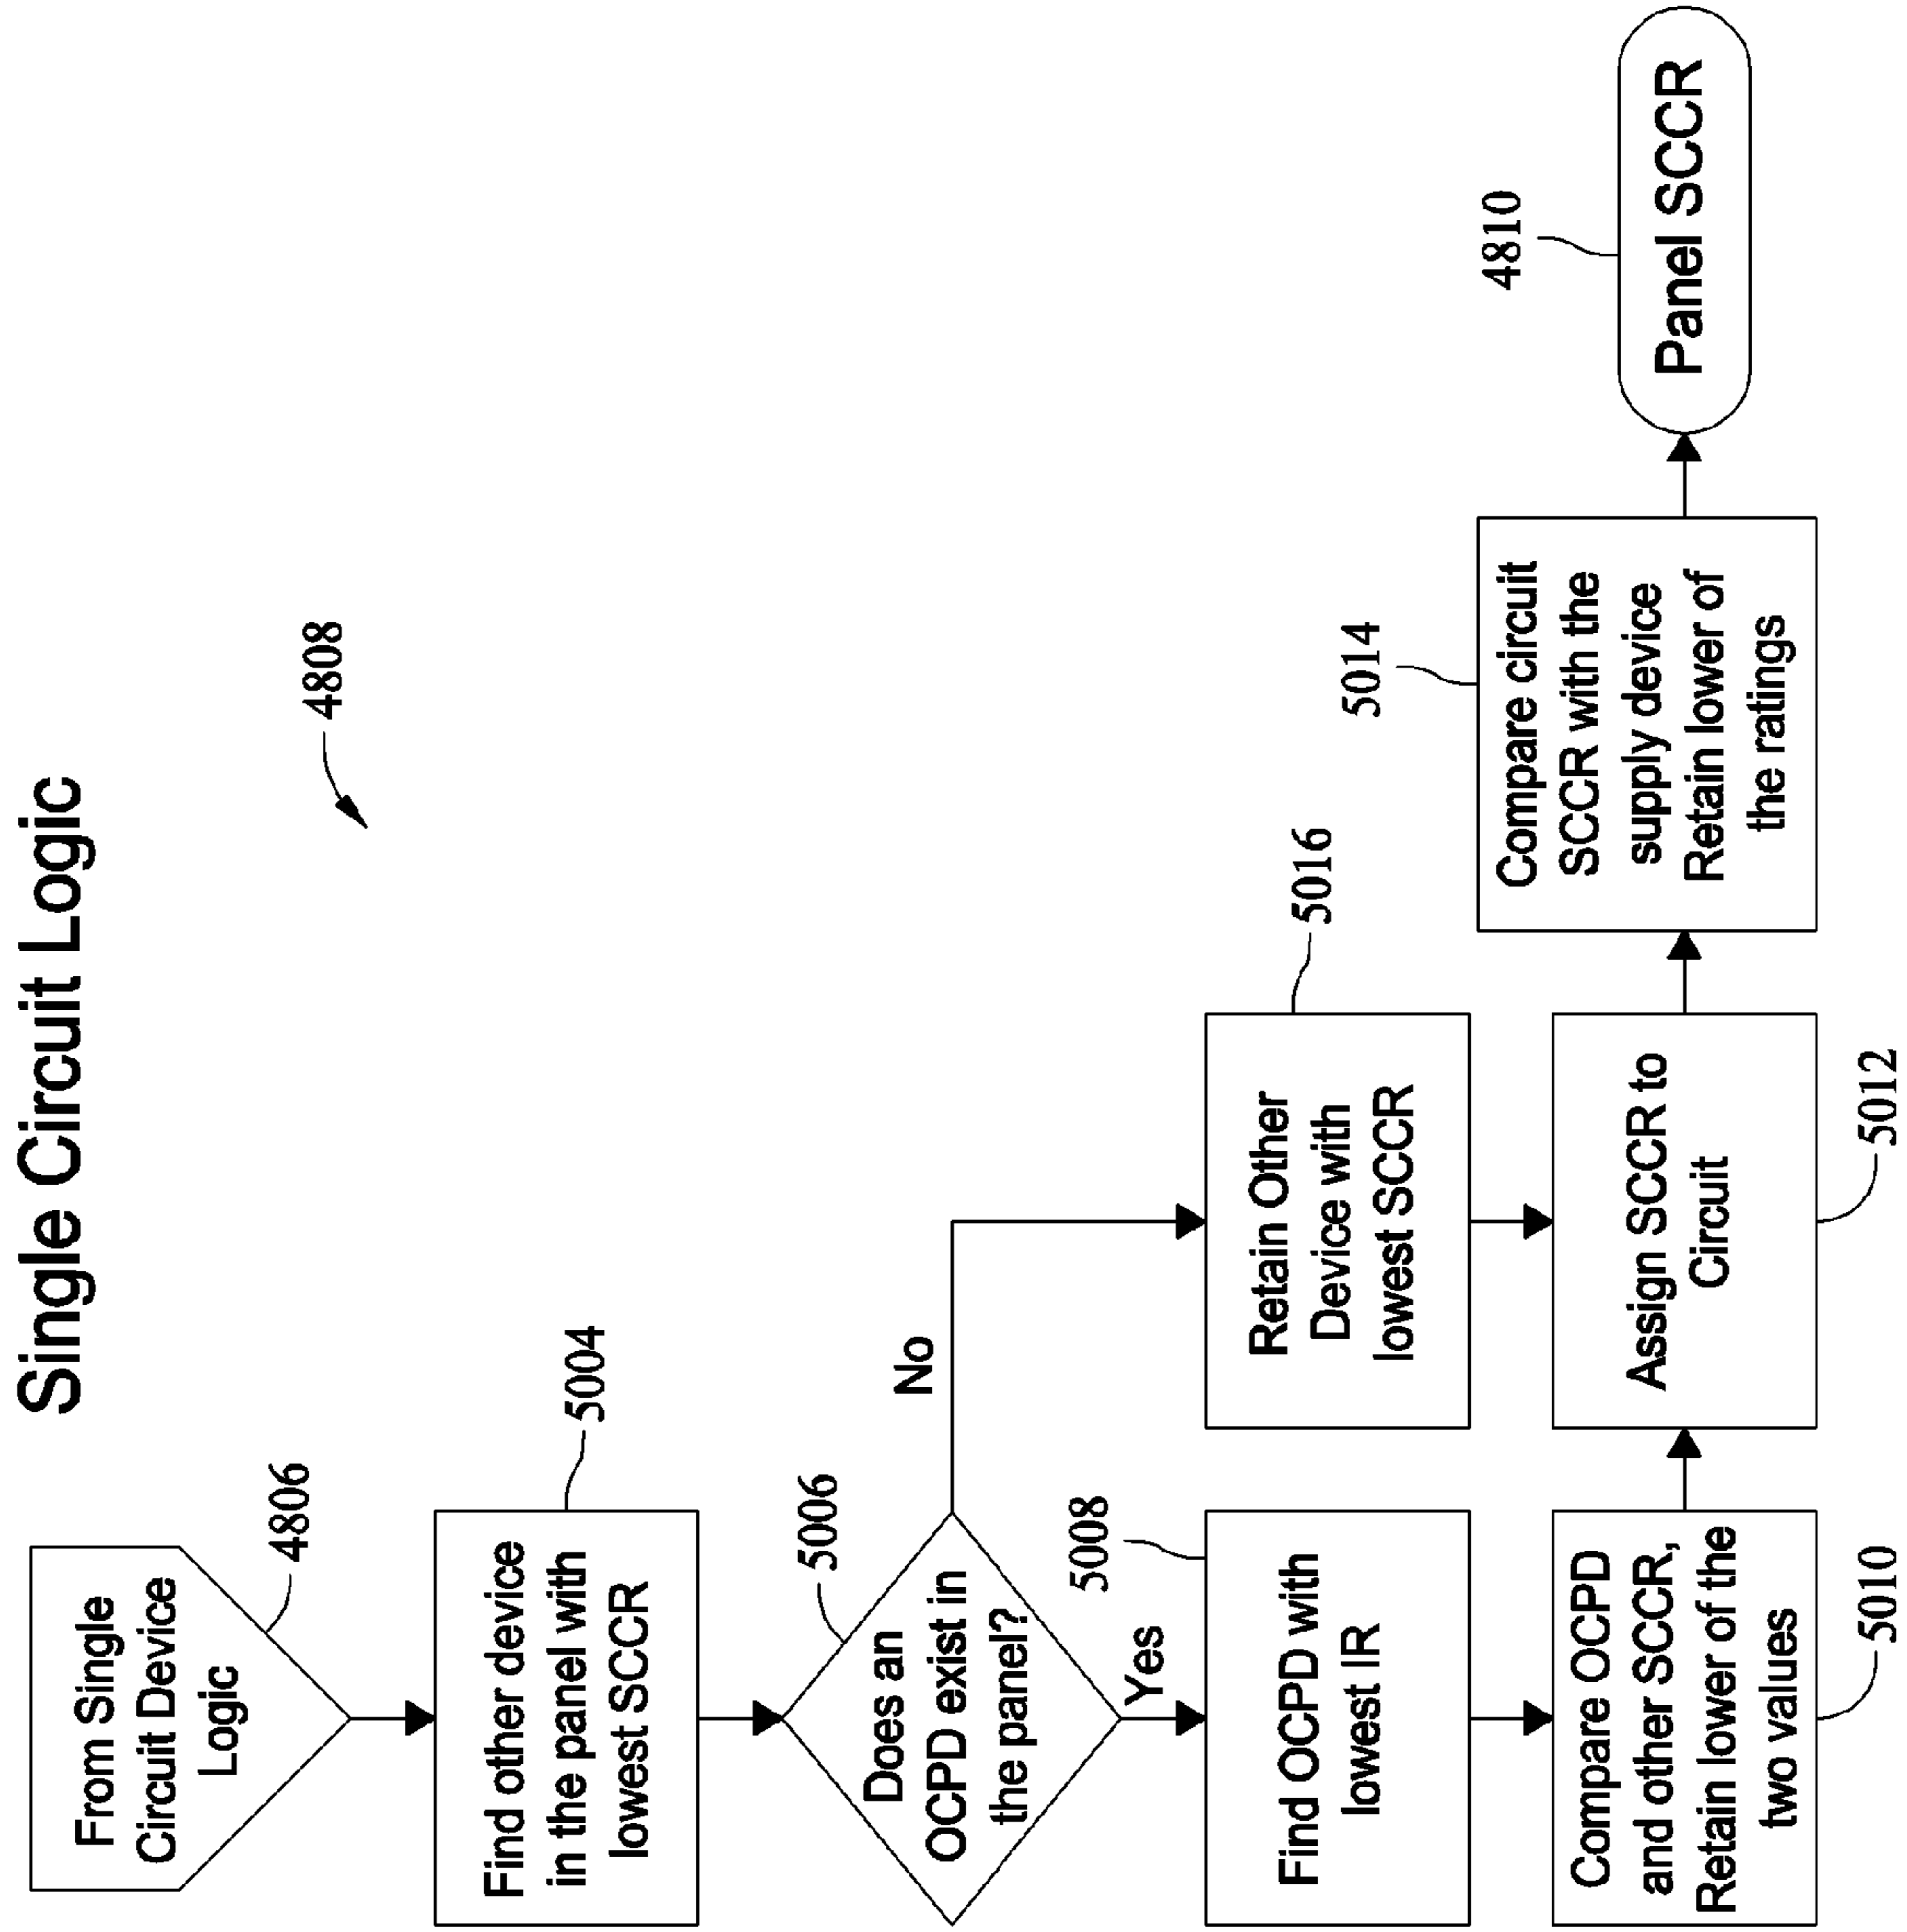 Single Circuit Logic
4808
From Single
Circuit Device
Logic
4806
Find other device
in the panel with
lowest SCCR
5004
Does an
OCPD exist in
the panel?
5006
No
Yes
Find OCPD with
lowest IR
5008
Retain Other
Device with
lowest SCCR
5016
Compare OCPD
and other SCCR,
Retain lower of the
two values
5010
Assign SCCR to
Circuit
5012
Compare circuit
SCCR with the
supply device
Retain lower of
the ratings
5014
Panel SCCR
4810